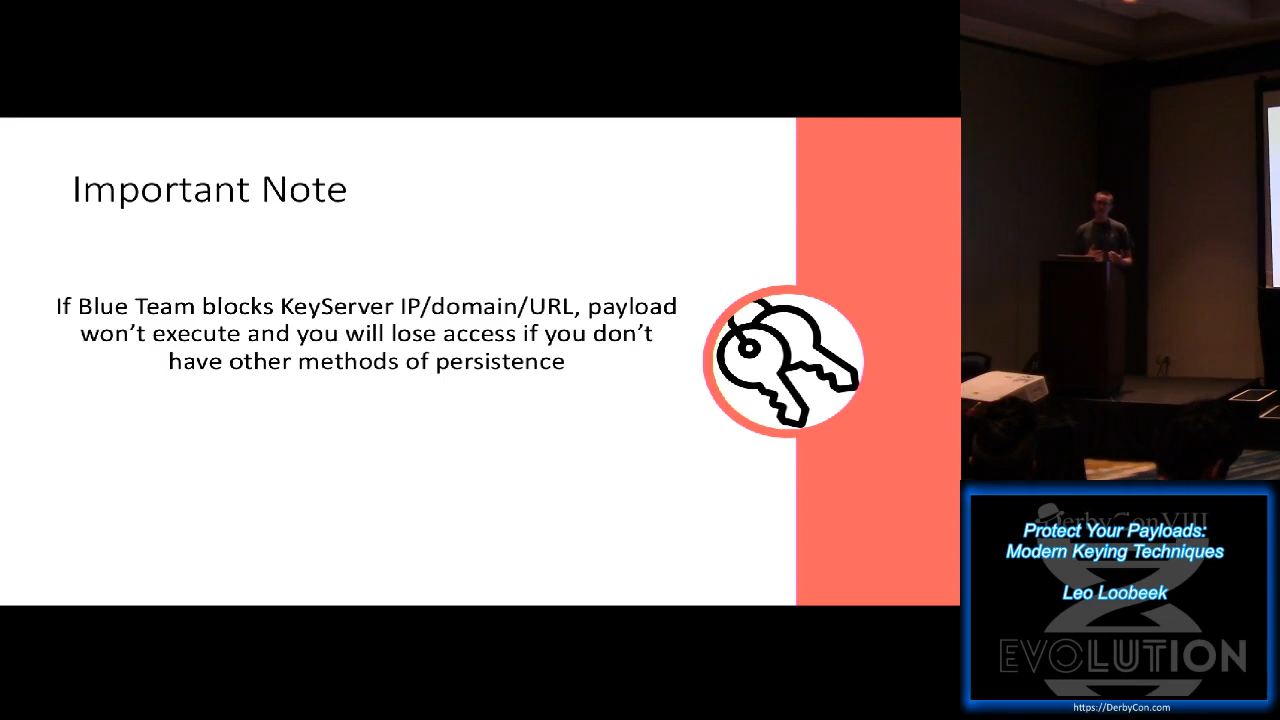 Important Note
If Blue Team blocks KeyServer IP/domain/URL, payload
won’t execute and you will lose access if you don’t
have other methods of persistence
DerbyCon VIII
Protect Your Payloads:
Modern Keying Techniques
Leo Loobeek
EVOLUTION
https://DerbyCon.com